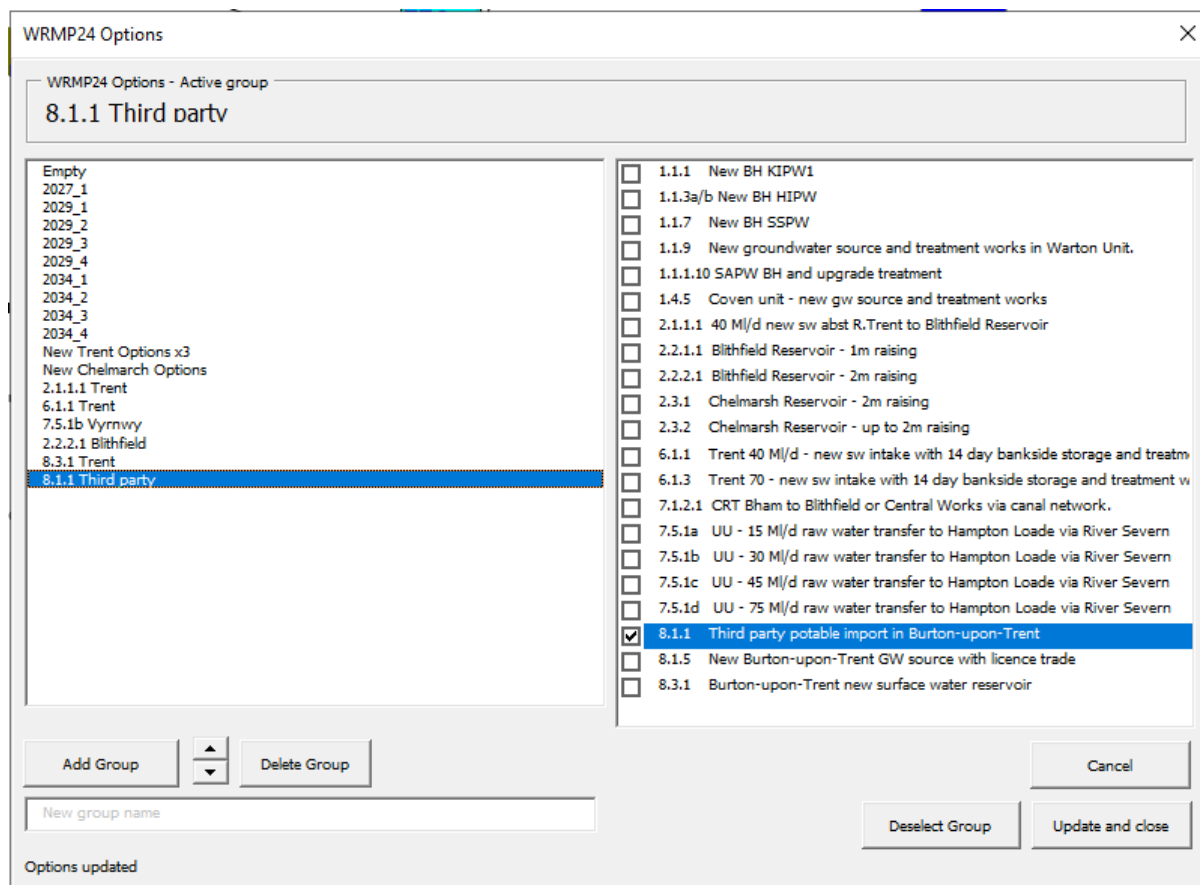 WRMP24 Options
WRMP24 Options - Active group
8.1.1 Third party
Empty
2027_1
2029_1
2029_2
2029_3
2029_4
2034_1
2034_2
2034_3
2034_4
New Trent Options x3
New Chelmarch Options
2.1.1.1 Trent
6.1.1 Trent
7.5.1b Vyrnwy
2.2.2.1 Blithfield
8.3.1 Trent
8.1.1 Third party
1.1.1 New BH KIPW1
1.1.3a/b New BH HIPW
1.1.7 New BH SSPW
1.1.9 New groundwater source and treatment works in Warton Unit.
1.1.1.10 SAPW BH and upgrade treatment
1.4.5 Coven unit - new gw source and treatment works
2.1.1.1 40 Ml/d new sw abst R.Trent to Blithfield Reservoir
2.2.1.1 Blithfield Reservoir - 1m raising
2.2.2.1 Blithfield Reservoir - 2m raising
2.3.1 Chelmarsh Reservoir - 2m raising
2.3.2 Chelmarsh Reservoir - up to 2m raising
6.1.1 Trent 40 Ml/d - new sw intake with 14 day bankside storage and treatm
6.1.3 Trent 70 - new sw intake with 14 day bankside storage and treatment w
7.1.2.1 CRT Bham to Blithfield or Central Works via canal network.
7.5.1a UU - 15 Ml/d raw water transfer to Hampton Loade via River Severn
7.5.1b UU - 30 Ml/d raw water transfer to Hampton Loade via River Severn
7.5.1c UU - 45 Ml/d raw water transfer to Hampton Loade via River Severn
7.5.1d UU - 75 Ml/d raw water transfer to Hampton Loade via River Severn
8.1.1 Third party potable import in Burton-upon-Trent
8.1.5 New Burton-upon-Trent GW source with licence trade
8.3.1 Burton-upon-Trent new surface water reservoir
Add Group
Delete Group
Cancel
New group name
Deselect Group
Update and close
Options updated